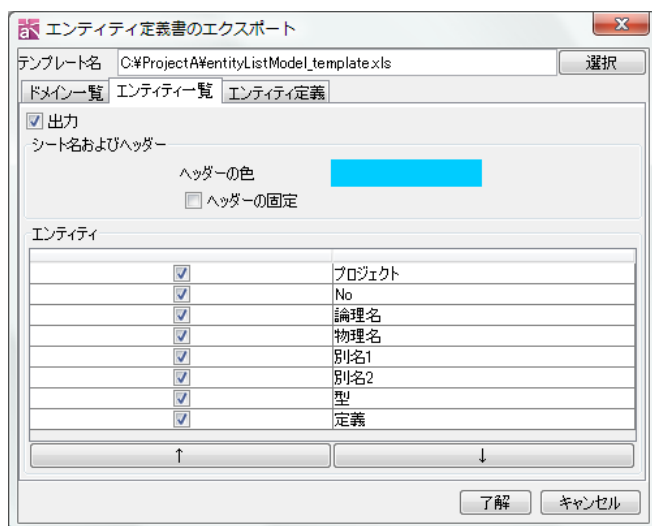 エンティティ定義書のエクスポート
テンプレート名 C:¥ProjectA¥entityListModel_template.xls 選択
ドメイン一覧 エンティティ一覧 エンティティ定義
出力
シート名およびヘッダー
ヘッダーの色
ヘッダーの固定
エンティティ
プロジェクト
No
論理名
物理名
別名1
別名2
型
定義
↑ ↓
了解 キャンセル